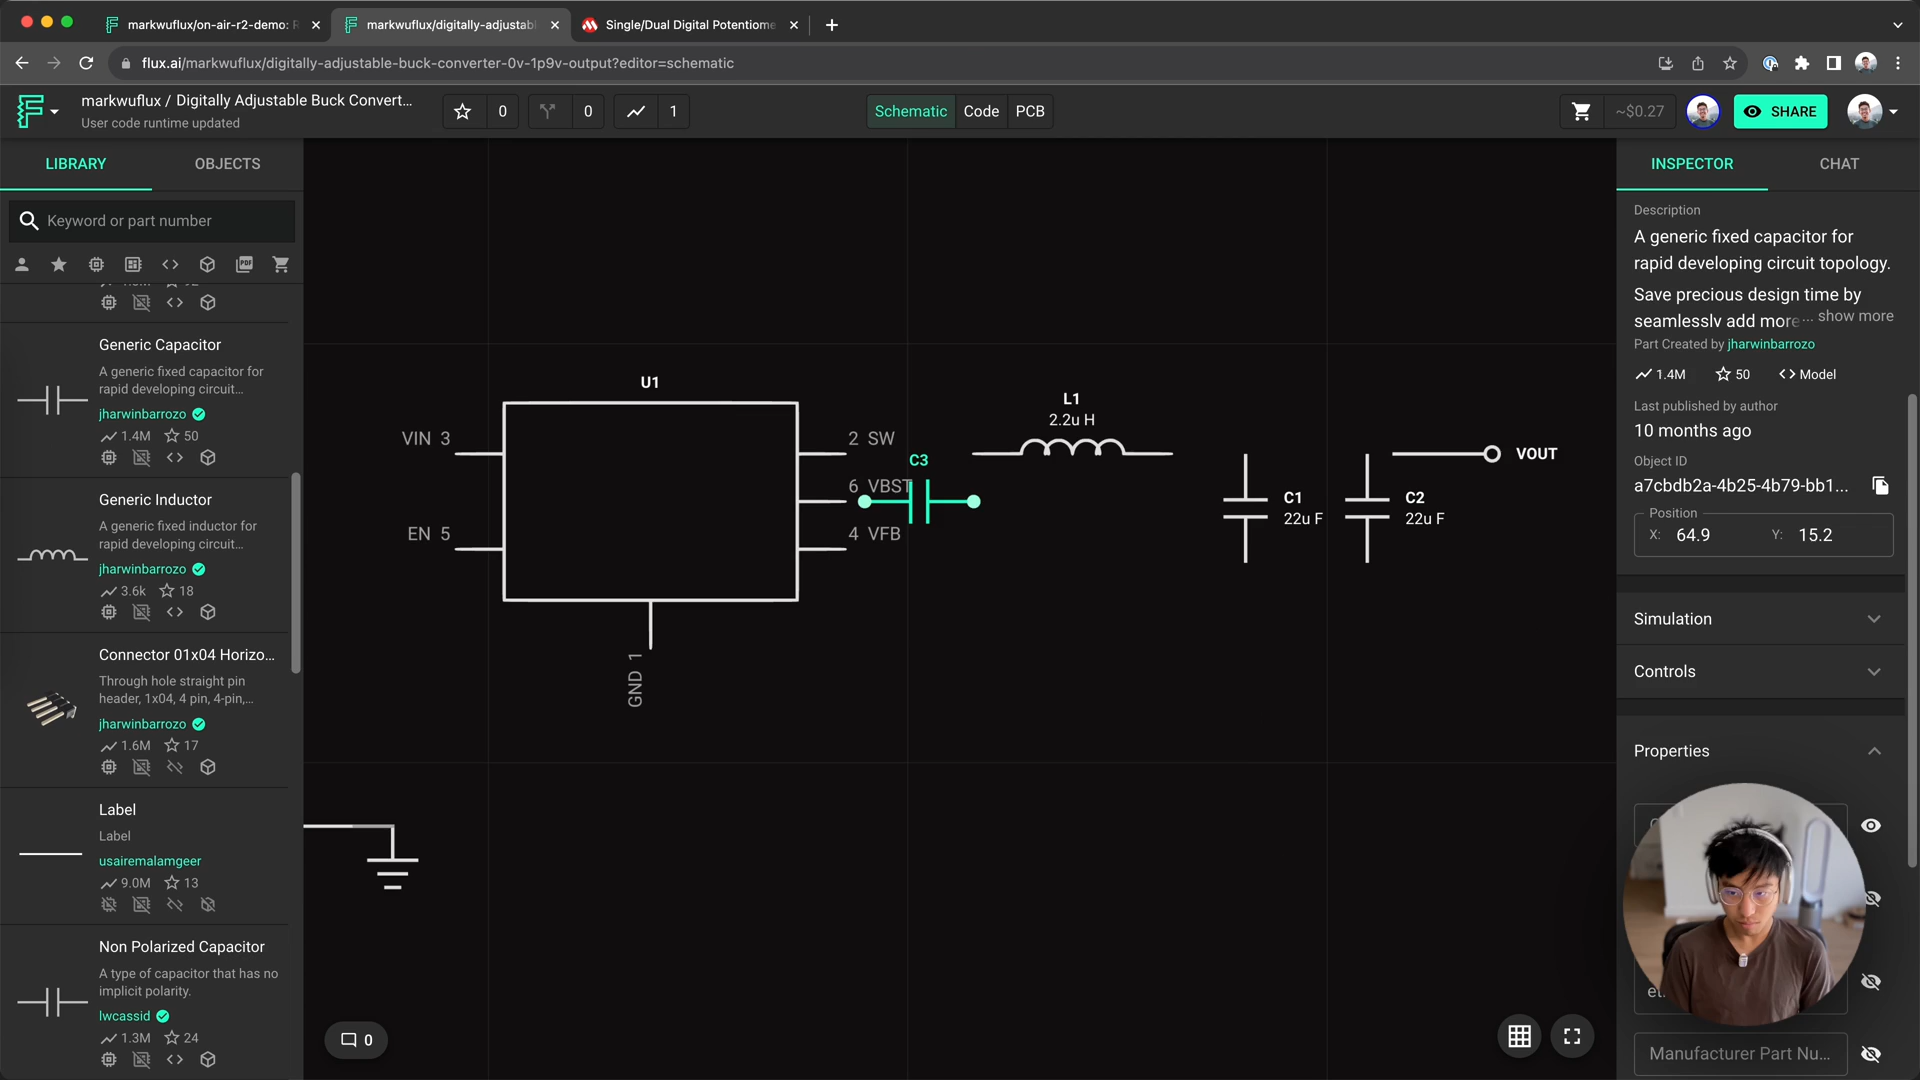 markwuflux/on-air-r2-demo: R
markwuflux/digitally-adjustabl
Single/Dual Digital Potentiome
flux.ai/markwuflux/digitally-adjustable-buck-converter-0v-1p9v-output?editor=schematic
markwuflux / Digitally Adjustable Buck Convert...
User code runtime updated
0
0
1
Schematic
Code
PCB
~$0.27
SHARE
LIBRARY
OBJECTS
Keyword or part number
PDF
Generic Capacitor
A generic fixed capacitor for
rapid developing circuit...
jharwinbarrozo
1.4M
50
Generic Inductor
A generic fixed inductor for
rapid developing circuit...
jharwinbarrozo
3.6k
18
Connector 01x04 Horizo...
Through hole straight pin
header, 1x04, 4 pin, 4-pin,...
jharwinbarrozo
1.6M
17
Label
Label
usairemalamgeer
9.0M
13
Non Polarized Capacitor
A type of capacitor that has no
implicit polarity.
lwcassid
1.3M
24
U1
VIN 3
EN 5
2 SW
6 VBST
4 VFB
GND 1
C3
L1
2.2u H
C1
22u F
C2
22u F
VOUT
0
INSPECTOR
CHAT
Description
A generic fixed capacitor for
rapid developing circuit topology.
Save precious design time by
seamlessly add more... show more
Part Created by jharwinbarrozo
1.4M
50
Model
Last published by author
10 months ago
Object ID
a7cbdb2a-4b25-4b79-bb1...
Position
X: 64.9
Y: 15.2
Simulation
Controls
Properties
Manufacturer Part Nu...